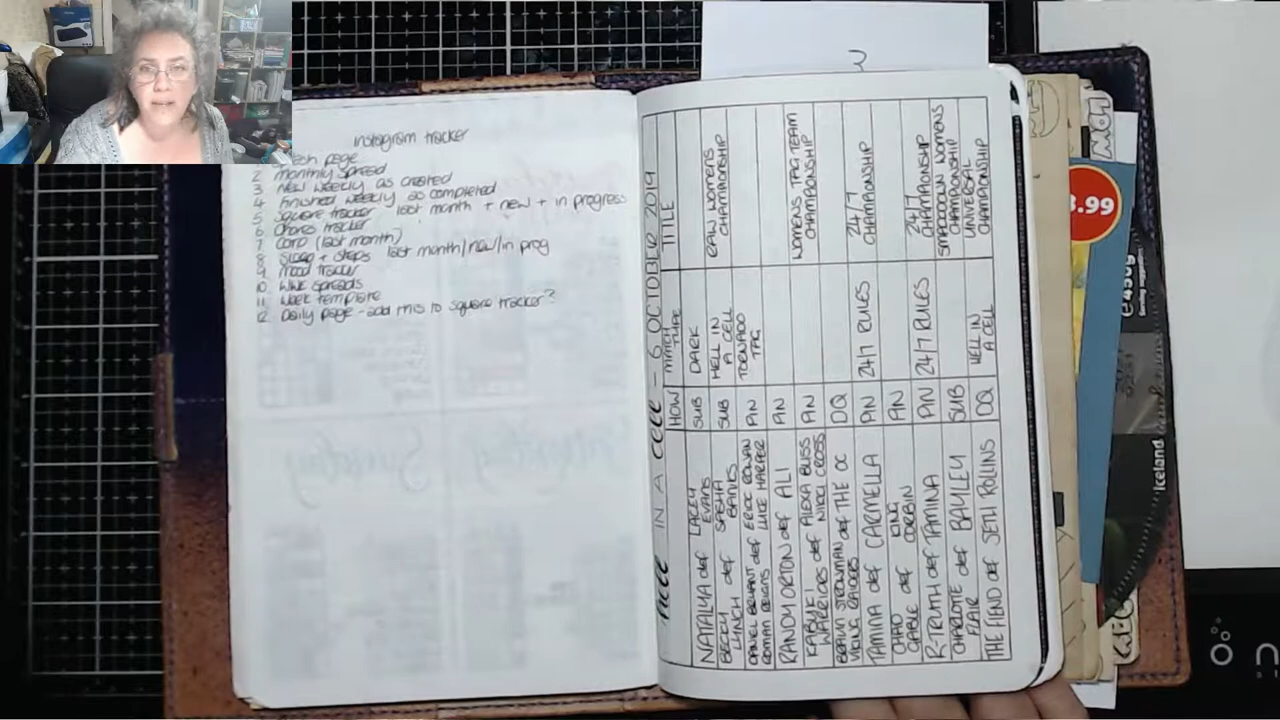 instagram tracker
page
2 monthly spread
3 new weekly as created
4 finished weekly as completed
5 square tracker last month + new + in progress
6 chores tracker
7 (last month)
8 sleep + steps last month/new/in prog
9 mood tracker
10 WWE spreads
11 week template
12 Daily page - add this to square tracker?
HELL IN A CELL - 6 OCTOBER 2019
HOW MATCH TYPE TITLE
NATALYA def LACEY EVANS SUB DARK
BECKY LYNCH def SASHA BANKS SUB HELL IN A CELL RAW WOMENS CHAMPIONSHIP
DANIEL BRYANT ROMAN REIGNS def ERICK ROWAN LUKE HARPER PIN TORNADO TAG
RANDY ORTON def ALI PIN
KABUKI WARRIORS def ALEXA BLISS NIKKI CROSS PIN WOMENS TAG TEAM CHAMPIONSHIP
BRAUN STROWMAN VIKING RAIDERS def THE OC DQ
TAMINA def CARMELLA PIN 24/7 RULES 24/7 CHAMPIONSHIP
CHAD GABLE def KING CORBIN PIN
R-TRUTH def TAMINA PIN 24/7 RULES 24/7 CHAMPIONSHIP
CHARLOTTE FLAIR def BAYLEY SUB SMACKDOWN WOMENS CHAMPIONSHIP
THE FIEND def SETH ROLLINS DQ HELL IN A CELL UNIVERSAL CHAMPIONSHIP
3.99
e450g
Iceland